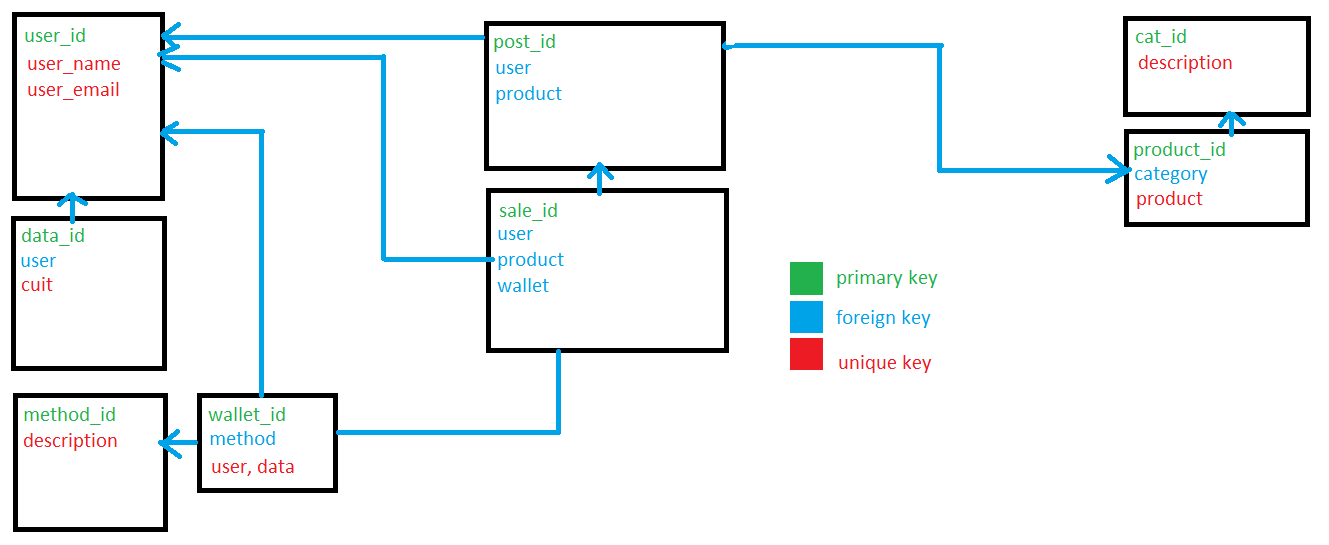 user_id
user_name
user_email
post_id
user
product
cat_id
description
product_id
category
product
data_id
user
cuit
sale_id
user
product
wallet
primary key
foreign key
unique key
method_id
description
wallet_id
method
user, data